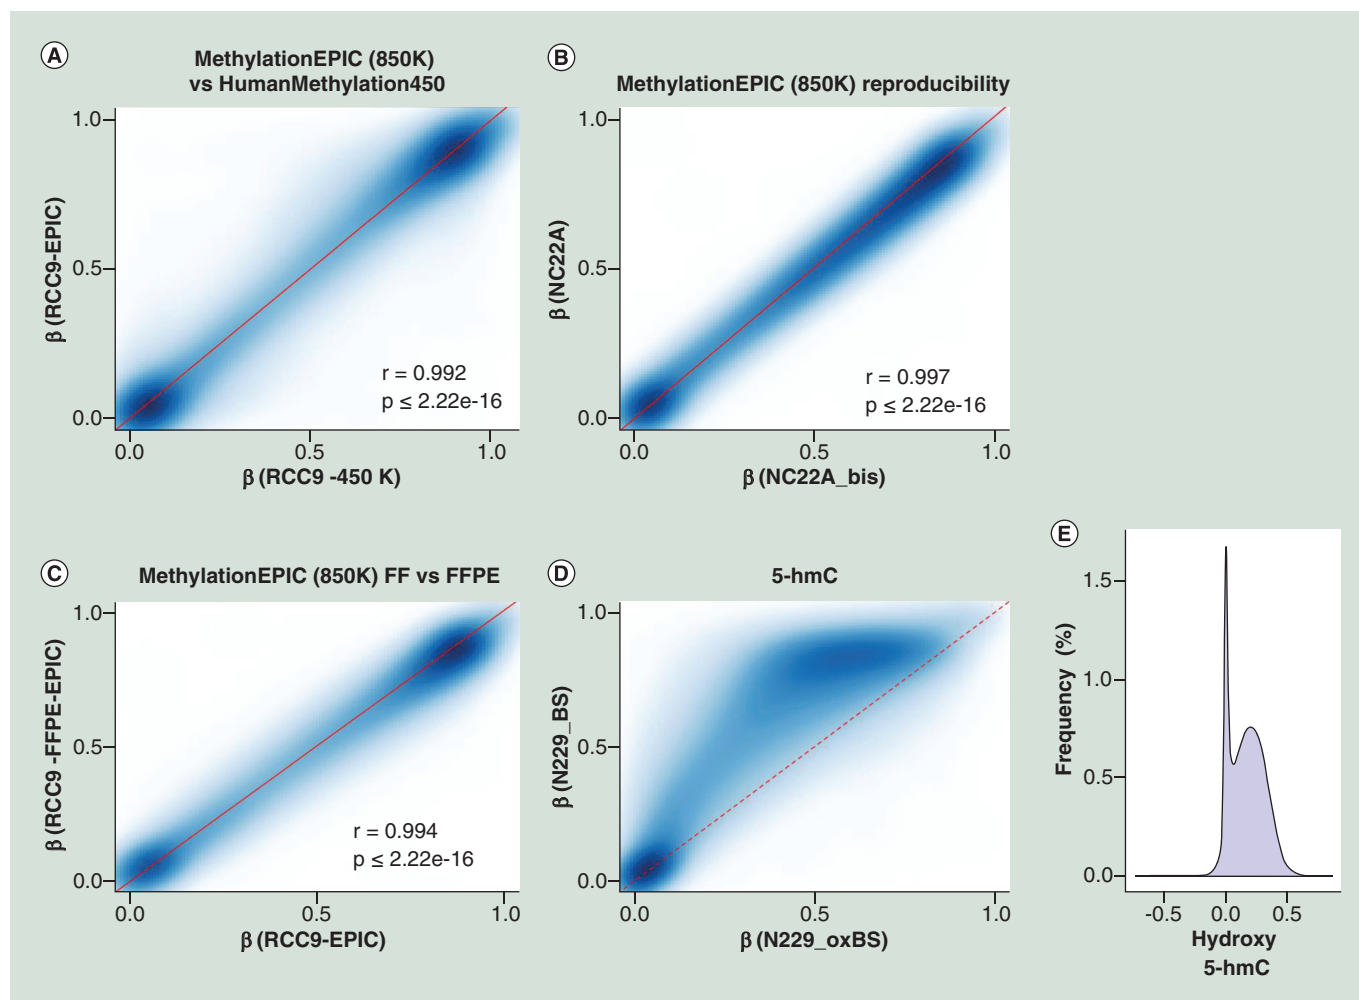 A
MethylationEPIC (850K)
vs HumanMethylation450
1.0
0.5
0.0
β (RCC9-EPIC)
r = 0.992
p ≤ 2.22e-16
0.0 0.5 1.0
β (RCC9 -450 K)
B
MethylationEPIC (850K) reproducibility
1.0
0.5
0.0
β (NC22A)
r = 0.997
p ≤ 2.22e-16
0.0 0.5 1.0
β (NC22A_bis)
C
MethylationEPIC (850K) FF vs FFPE
1.0
0.5
0.0
β (RCC9 -FFPE-EPIC)
r = 0.994
p ≤ 2.22e-16
0.0 0.5 1.0
β (RCC9-EPIC)
D
5-hmC
1.0
0.5
0.0
β (N229_BS)
0.0 0.5 1.0
β (N229_oxBS)
E
1.5
1.0
0.5
0.0
Frequency (%)
-0.5 0.0 0.5
Hydroxy
5-hmC